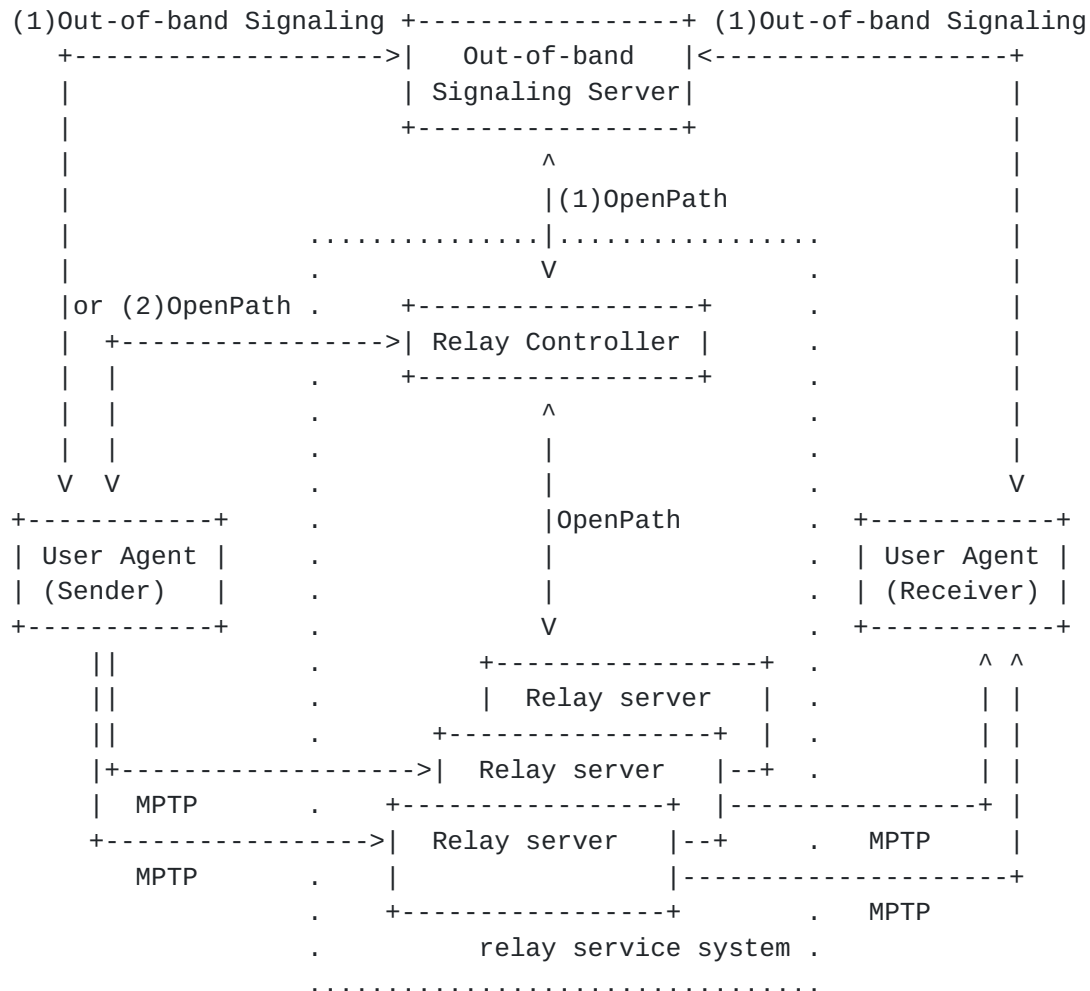 (1)Out-of-band Signaling (1)Out-of-band Signaling
Out-of-band
Signaling Server
(1)OpenPath
V
or (2)OpenPath
Relay Controller
V V V
OpenPath
User Agent User Agent
(Sender) (Receiver)
V
Relay server
Relay server
MPTP
Relay server MPTP
MPTP
MPTP
relay service system